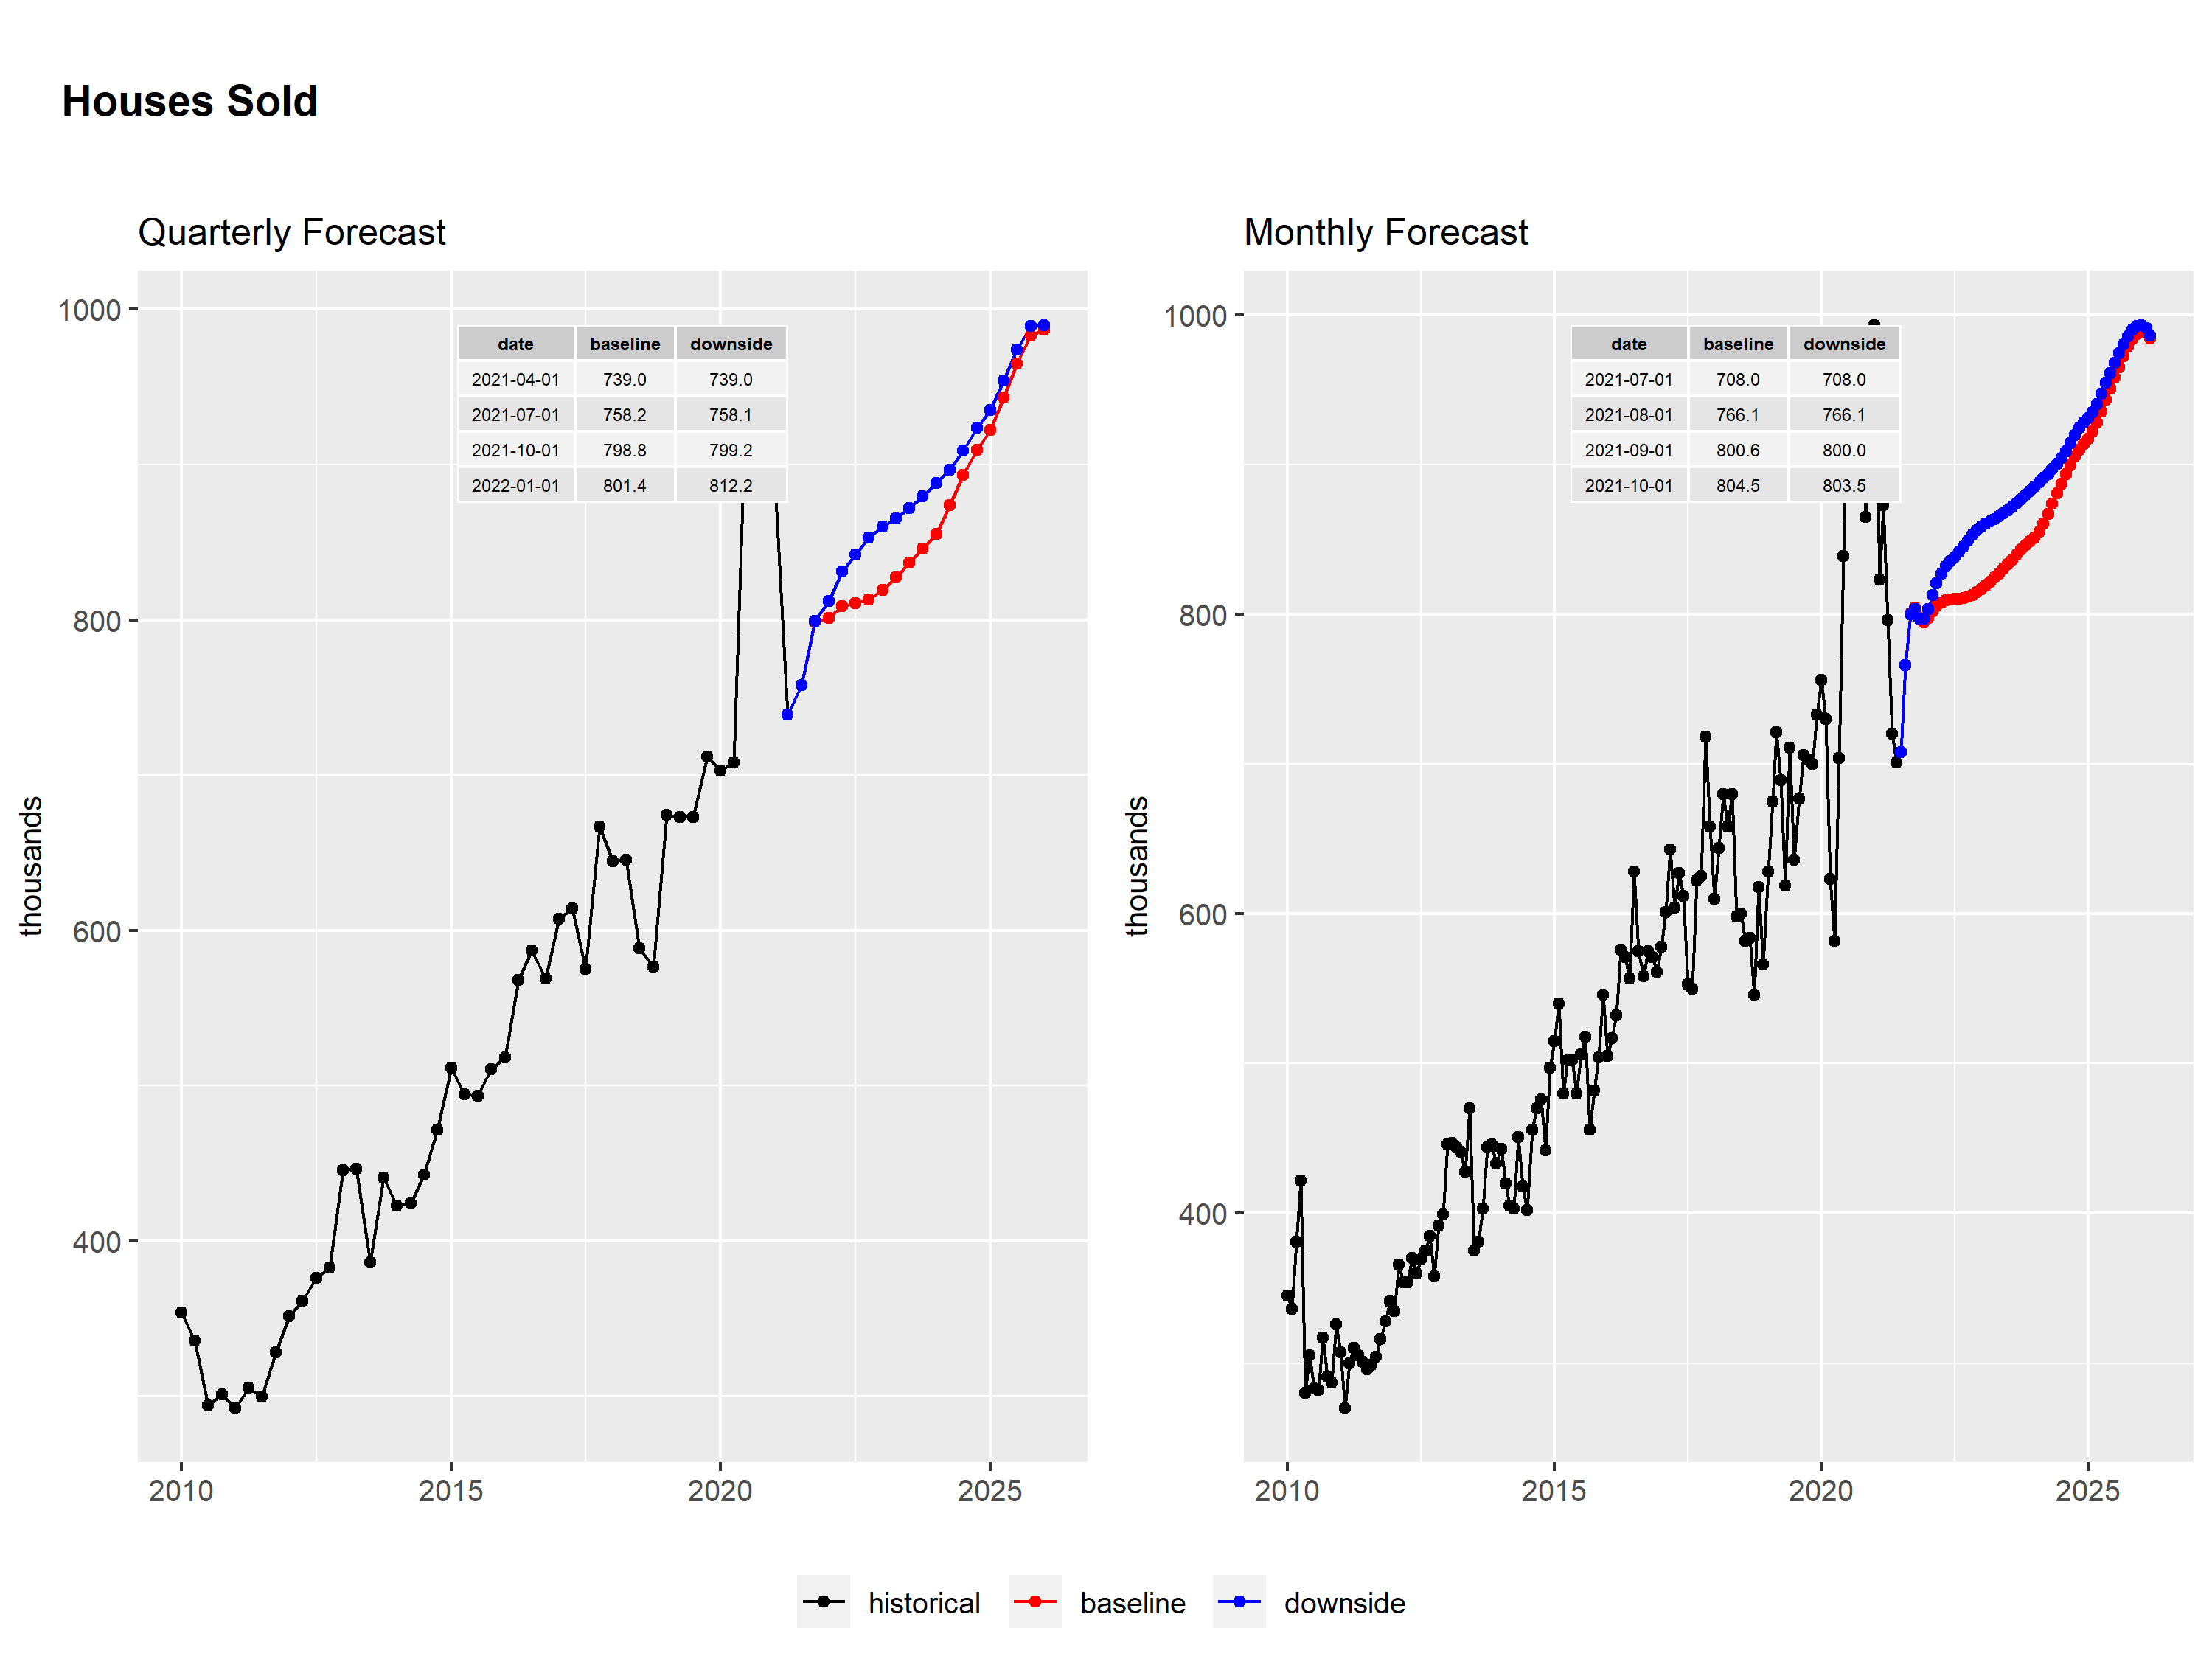 Houses Sold
Quarterly Forecast
1000
800
600
400
thousands
date baseline downside
2021-04-01 739.0 739.0
2021-07-01 758.2 758.1
2021-10-01 798.8 799.2
2022-01-01 801.4 812.2
2010 2015 2020 2025
Monthly Forecast
1000
800
600
400
thousands
date baseline downside
2021-07-01 708.0 708.0
2021-08-01 766.1 766.1
2021-09-01 800.6 800.0
2021-10-01 804.5 803.5
2010 2015 2020 2025
historical baseline downside